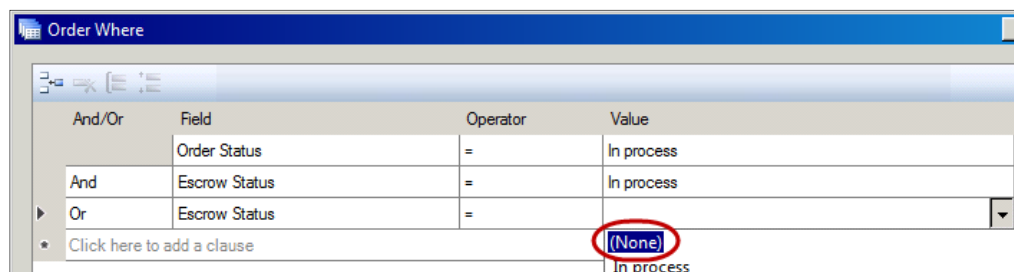 Order Where
And/Or Field Operator Value
Order Status = In process
And Escrow Status = In process
Or Escrow Status =
Click here to add a clause (None)
In process